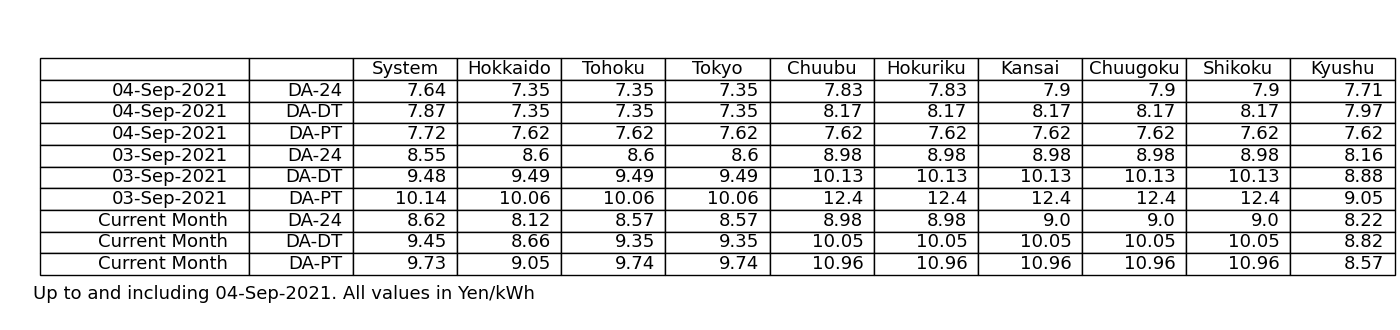 System Hokkaido Tohoku Tokyo Chuubu Hokuriku Kansai Chuugoku Shikoku Kyushu
04-Sep-2021 DA-24 7.64 7.35 7.35 7.35 7.83 7.83 7.9 7.9 7.9 7.71
04-Sep-2021 DA-DT 7.87 7.35 7.35 7.35 8.17 8.17 8.17 8.17 8.17 7.97
04-Sep-2021 DA-PT 7.72 7.62 7.62 7.62 7.62 7.62 7.62 7.62 7.62 7.62
03-Sep-2021 DA-24 8.55 8.6 8.6 8.6 8.98 8.98 8.98 8.98 8.98 8.16
03-Sep-2021 DA-DT 9.48 9.49 9.49 9.49 10.13 10.13 10.13 10.13 10.13 8.88
03-Sep-2021 DA-PT 10.14 10.06 10.06 10.06 12.4 12.4 12.4 12.4 12.4 9.05
Current Month DA-24 8.62 8.12 8.57 8.57 8.98 8.98 9.0 9.0 9.0 8.22
Current Month DA-DT 9.45 8.66 9.35 9.35 10.05 10.05 10.05 10.05 10.05 8.82
Current Month DA-PT 9.73 9.05 9.74 9.74 10.96 10.96 10.96 10.96 10.96 8.57
Up to and including 04-Sep-2021. All values in Yen/kWh